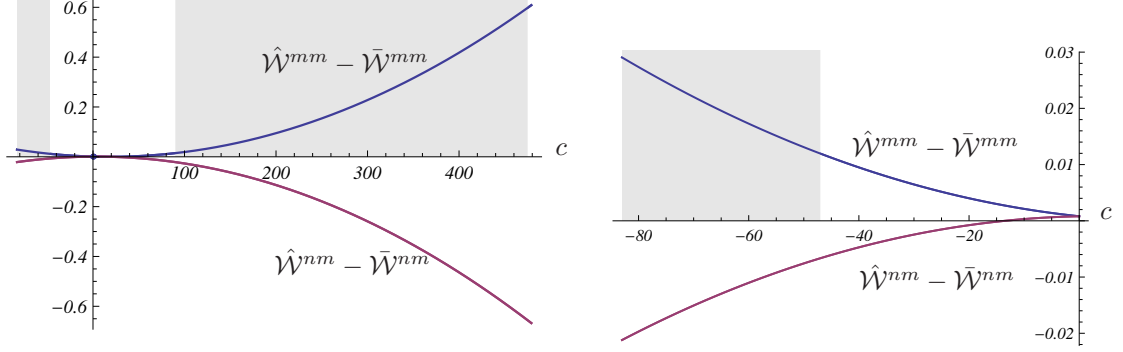 0.6
0.4
0.2
−0.2
−0.4
−0.6
100 200 300 400
c
𝒲̂^{mm} − 𝒲̄^{mm}
𝒲̂^{nm} − 𝒲̄^{nm}
0.03
0.02
0.01
−0.01
−0.02
−80 −60 −40 −20
c
𝒲̂^{mm} − 𝒲̄^{mm}
𝒲̂^{nm} − 𝒲̄^{nm}